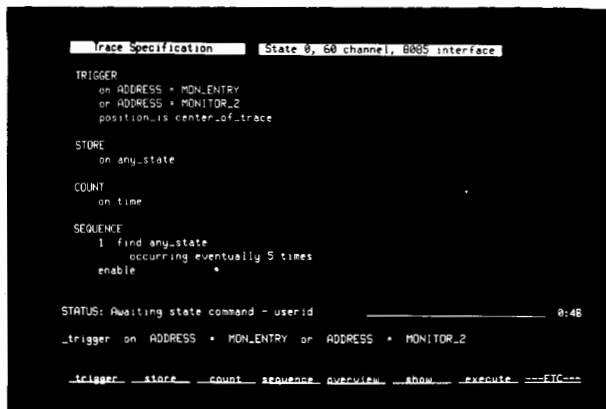 Trace Specification State 0, 60 channel, 8085 interface
TRIGGER
on ADDRESS = MON_ENTRY
or ADDRESS = MONITOR_2
position_is center_of_trace
STORE
on any_state
COUNT
on time
SEQUENCE
1 find any_state
occurring eventually 5 times
enable
STATUS: Awaiting state command - userid 0:48
_trigger on ADDRESS = MON_ENTRY or ADDRESS = MONITOR_2
trigger store count sequence overview show execute ---ETC---